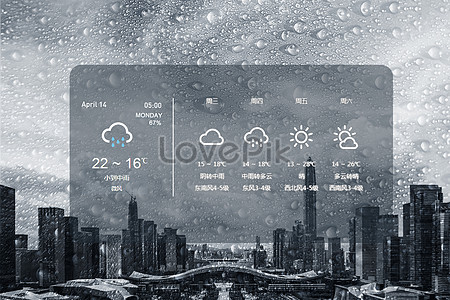 April 14
05:00
MONDAY
67%
22 ~ 16℃
小到中雨
微风
周三
周四
周五
周六
15 ~ 18℃
14 ~ 18℃
13 ~ 28℃
14 ~ 26℃
阴转中雨
中雨转多云
晴
多云转晴
东南风4-5级
东风3-4级
西北风4-5级
西南风3-4级